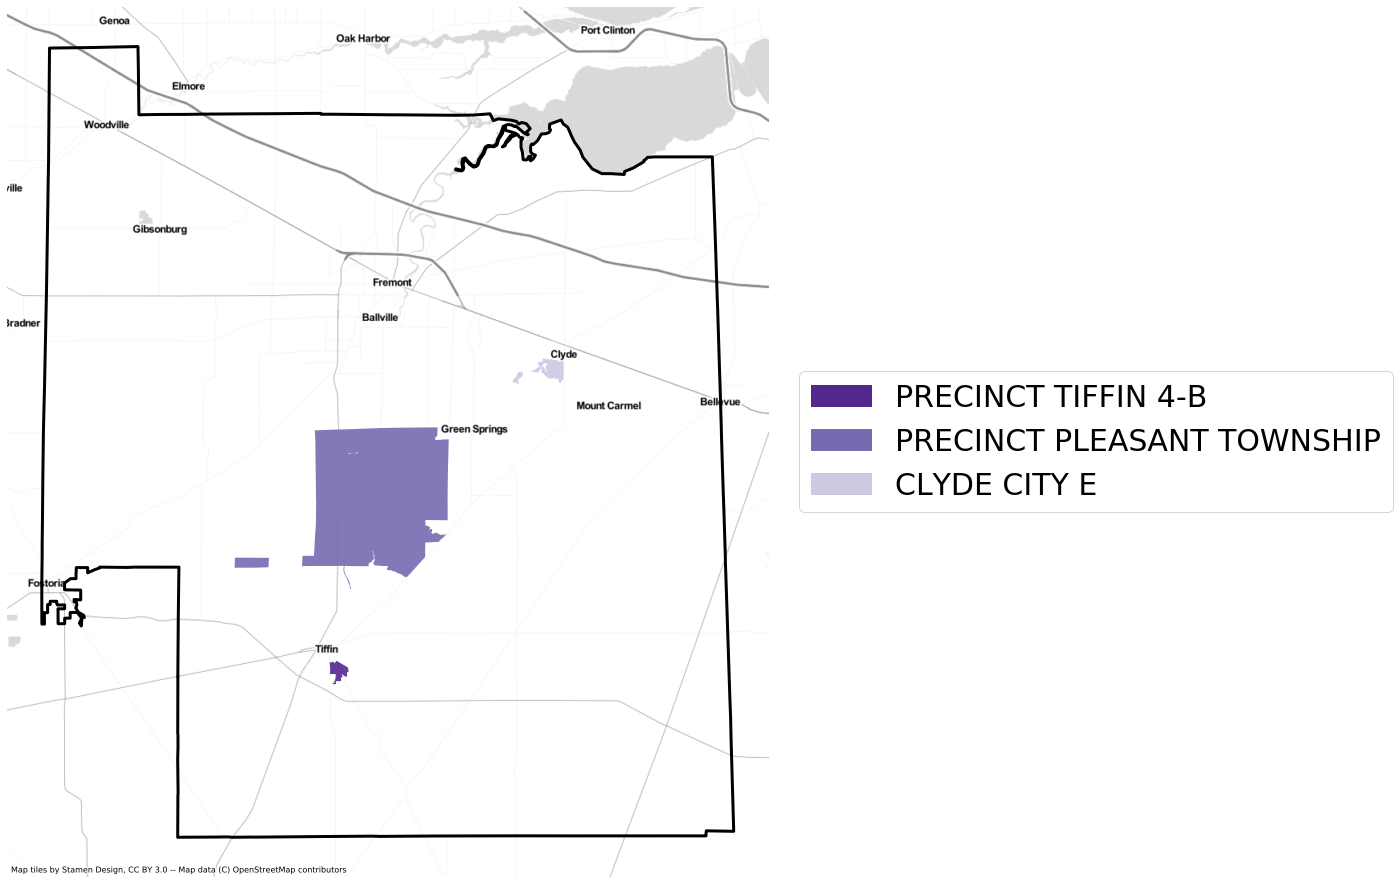 Genoa
Port Clinton
Oak Harbor
Elmore
Woodville
ville
Gibsonburg
Fremont
Ballville
Bradner
Clyde
Bellevue
Mount Carmel
Green Springs
Fostoria
Tiffin
PRECINCT TIFFIN 4-B
PRECINCT PLEASANT TOWNSHIP
CLYDE CITY E
Map tiles by Stamen Design, CC BY 3.0 -- Map data (C) OpenStreetMap contributors